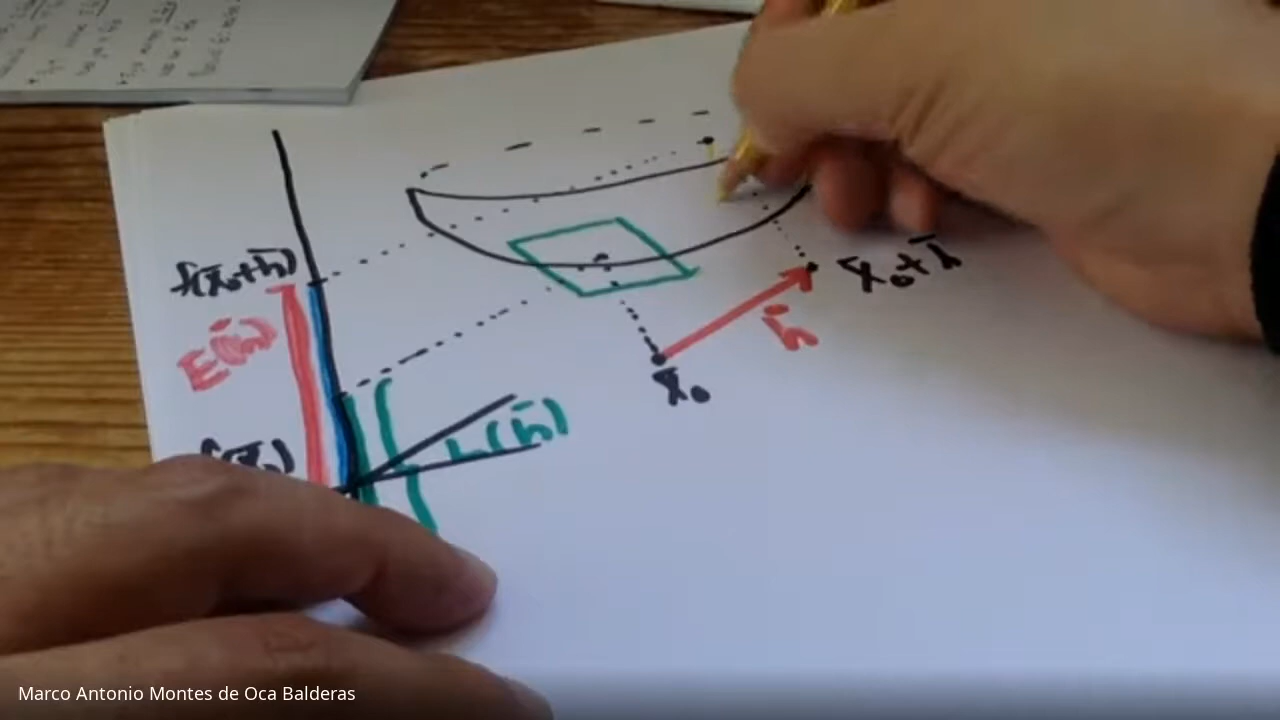 f(x̄₀+h̄)
E(h̄)
x̄₀+h̄
h̄
x̄₀
L(h̄)
f(x̄₀)
Marco Antonio Montes de Oca Balderas